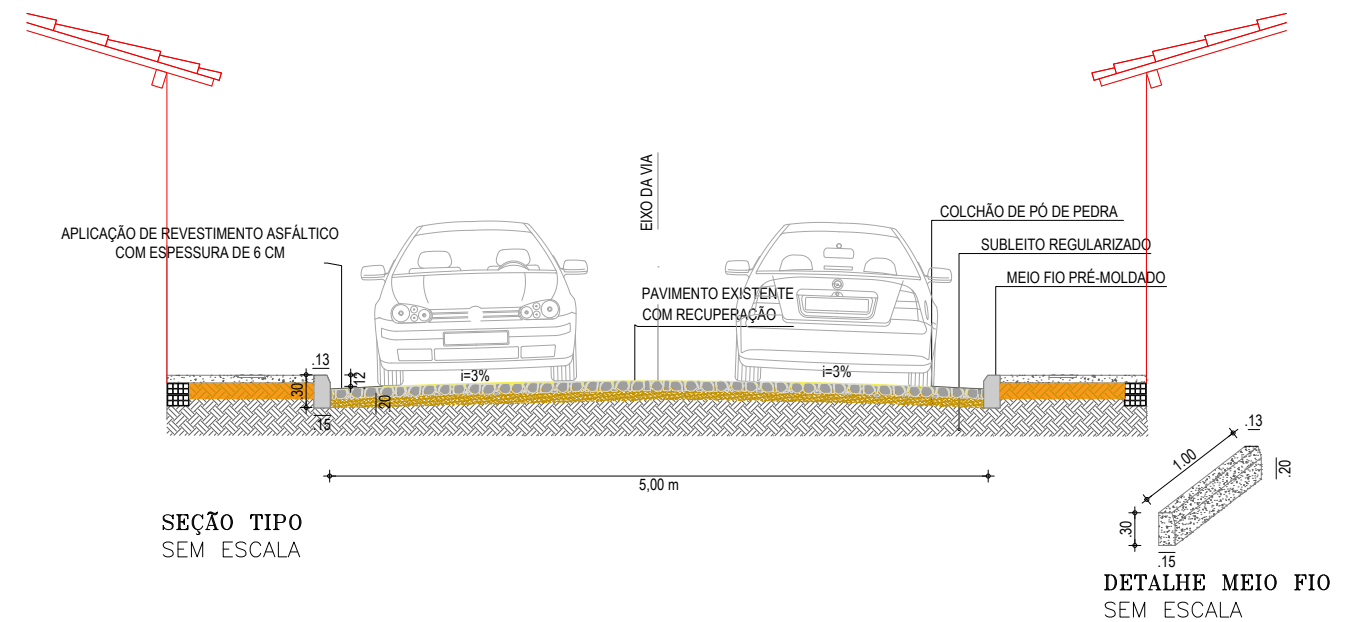 EIXO DA VIA
COLCHÃO DE PÓ DE PEDRA
APLICAÇÃO DE REVESTIMENTO ASFÁLTICO
COM ESPESSURA DE 6 CM
SUBLEITO REGULARIZADO
MEIO FIO PRÉ-MOLDADO
PAVIMENTO EXISTENTE
COM RECUPERAÇÃO
.13
i=3%
i=3%
12
.30
20
.15
5,00 m
.13
1.00
.20
.30
.15
SEÇÃO TIPO
SEM ESCALA
DETALHE MEIO FIO
SEM ESCALA